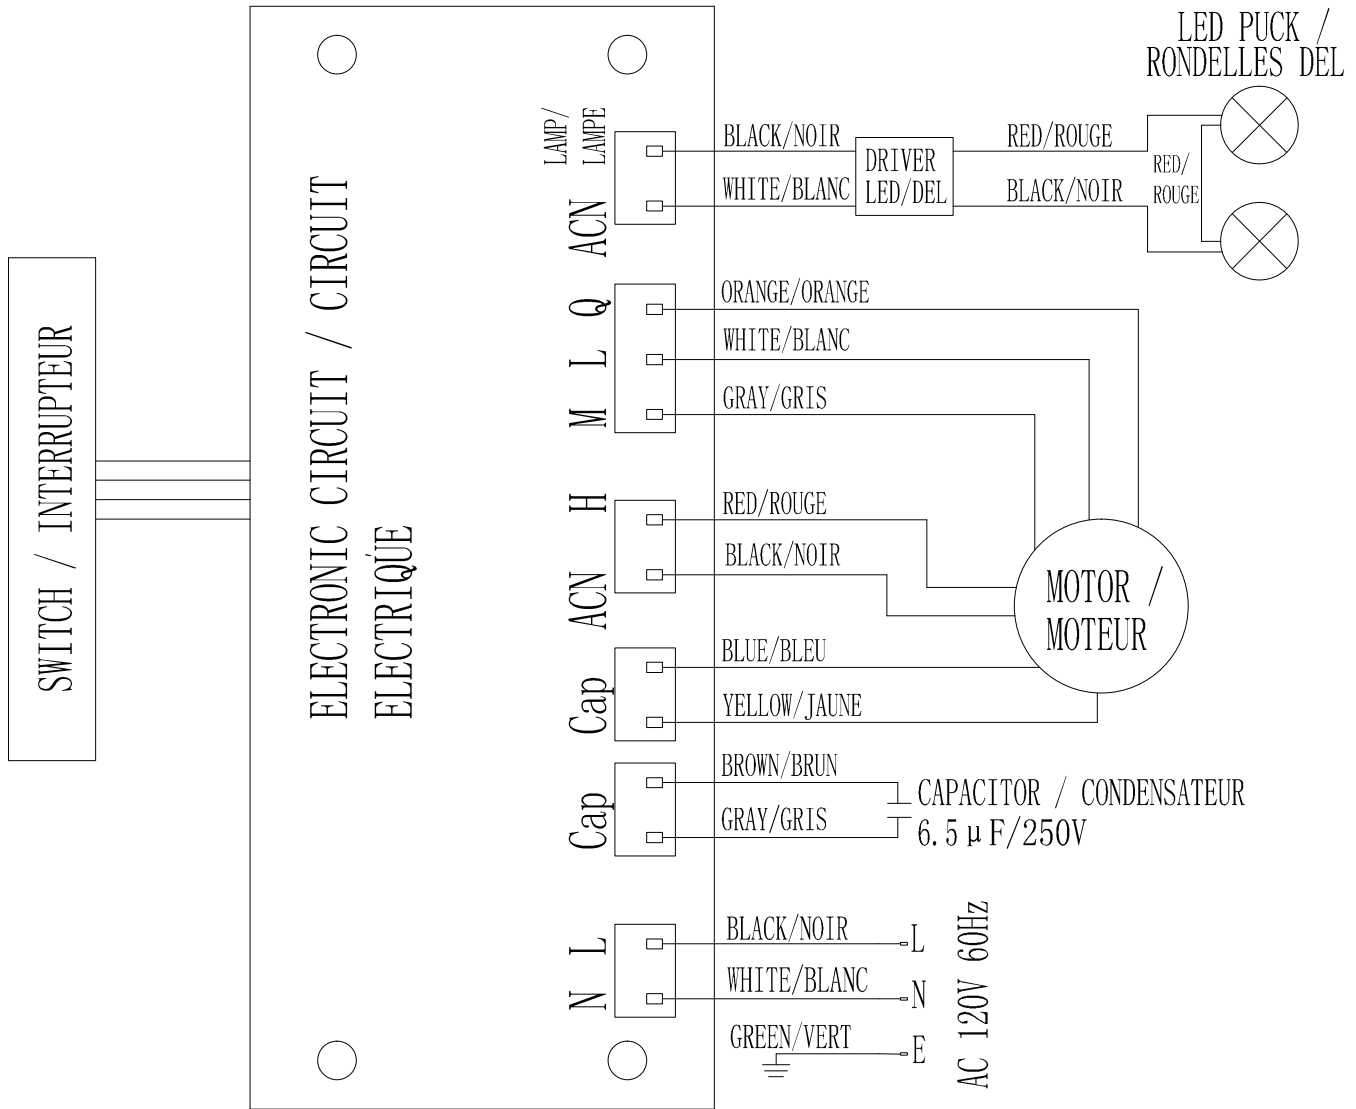 LED PUCK /
RONDELLES DEL
LAMP/
LAMPE
ACN
BLACK/NOIR
WHITE/BLANC
DRIVER
LED/DEL
RED/ROUGE
BLACK/NOIR
RED/
ROUGE
SWITCH / INTERRUPTEUR
ELECTRONIC CIRCUIT / CIRCUIT
ELECTRIQUE
Q
L
M
ORANGE/ORANGE
WHITE/BLANC
GRAY/GRIS
H
ACN
RED/ROUGE
BLACK/NOIR
MOTOR /
MOTEUR
Cap
BLUE/BLEU
YELLOW/JAUNE
Cap
BROWN/BRUN
GRAY/GRIS
CAPACITOR / CONDENSATEUR
6.5μF/250V
L
N
BLACK/NOIR
L
WHITE/BLANC
N
GREEN/VERT
E
AC 120V 60Hz